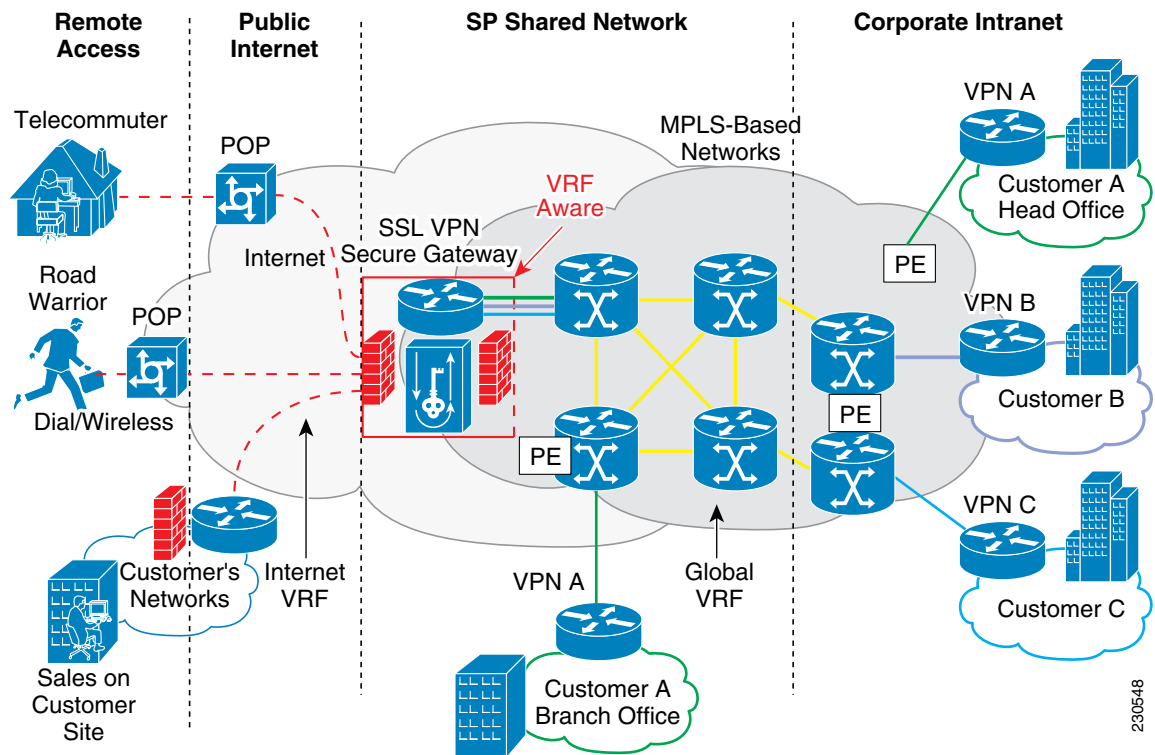 Remote
Access
Public
Internet
SP Shared Network
Corporate Intranet
Telecommuter
POP
Internet
Road
Warrior
POP
Dial/Wireless
Customer's
Networks
Internet
VRF
Sales on
Customer
Site
SSL VPN
Secure Gateway
VRF
Aware
MPLS-Based
Networks
PE
VPN A
Customer A
Branch Office
Global
VRF
PE
PE
VPN A
Customer A
Head Office
VPN B
Customer B
VPN C
Customer C
230548